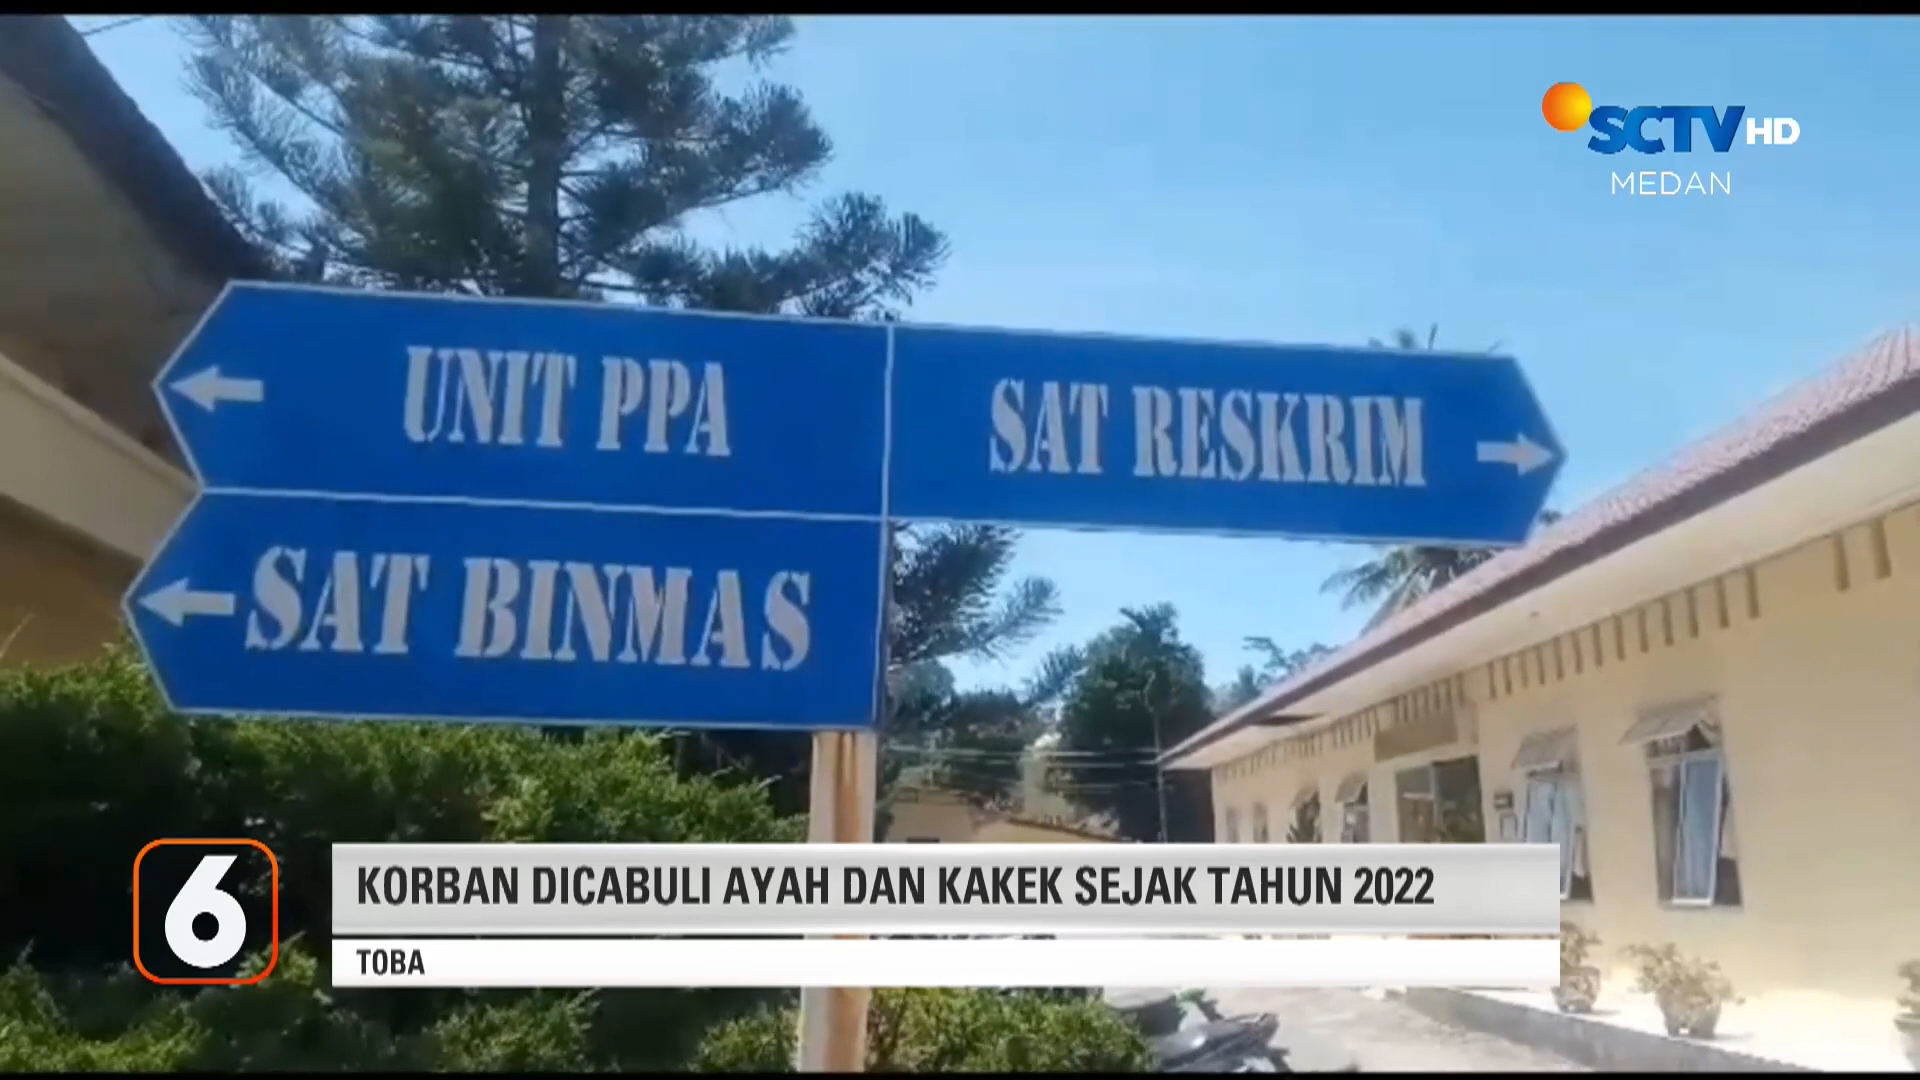 SCTV HD
MEDAN
UNIT PPA
SAT RESKRIM
SAT BINMAS
6
KORBAN DICABULI AYAH DAN KAKEK SEJAK TAHUN 2022
TOBA